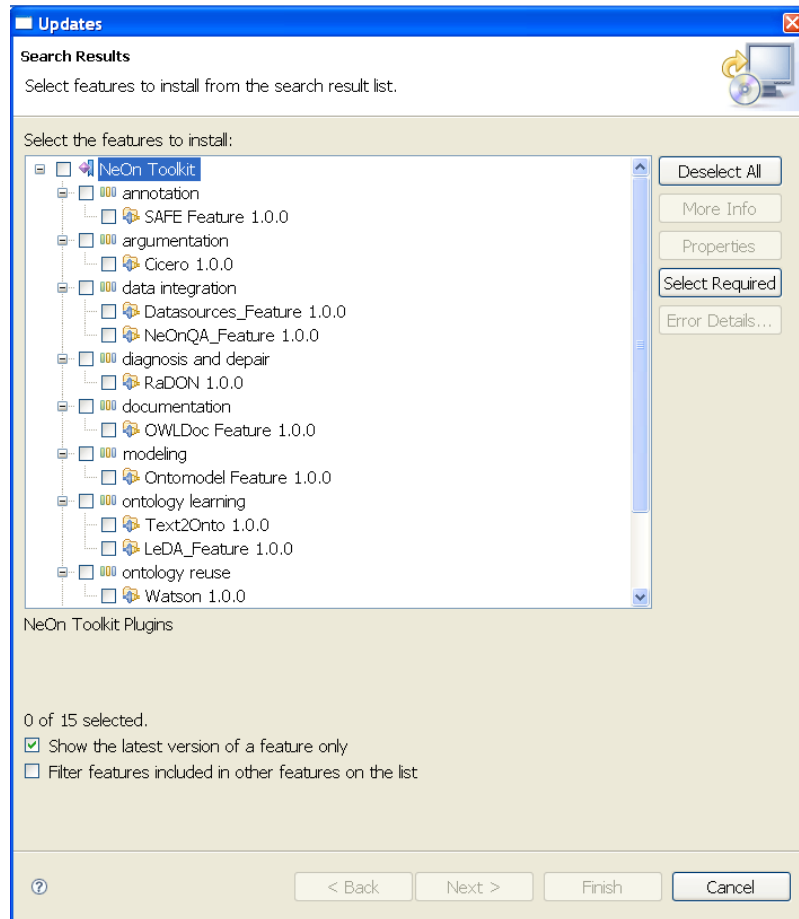 Updates
Search Results
Select features to install from the search result list.
Select the features to install:
NeOn Toolkit
annotation
SAFE Feature 1.0.0
argumentation
Cicero 1.0.0
data integration
Datasources_Feature 1.0.0
NeOnQA_Feature 1.0.0
diagnosis and depair
RaDON 1.0.0
documentation
OWLDoc Feature 1.0.0
modeling
Ontomodel Feature 1.0.0
ontology learning
Text2Onto 1.0.0
LeDA_Feature 1.0.0
ontology reuse
Watson 1.0.0
Deselect All
More Info
Properties
Select Required
Error Details...
NeOn Toolkit Plugins
0 of 15 selected.
Show the latest version of a feature only
Filter features included in other features on the list
?
< Back
Next >
Finish
Cancel